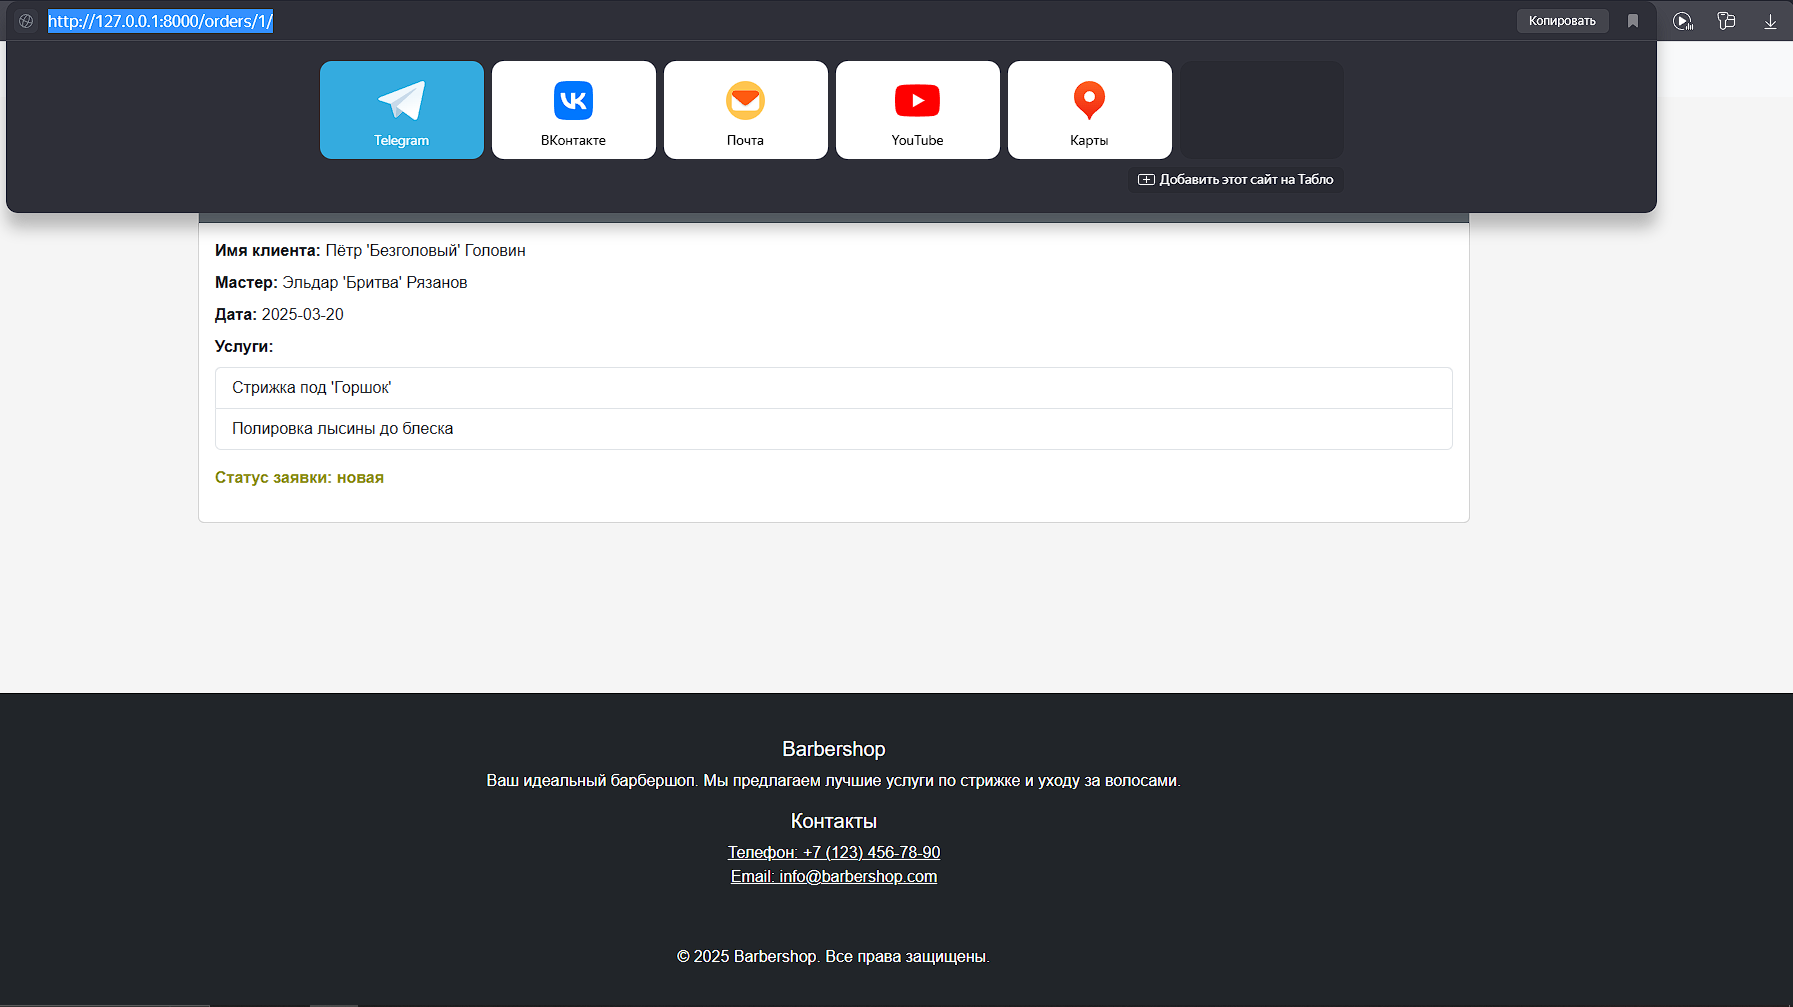 http://127.0.0.1:8000/orders/1/
Копировать
Telegram
ВКонтакте
Почта
YouTube
Карты
Добавить этот сайт на Табло
Имя клиента: Пётр 'Безголовый' Головин
Мастер: Эльдар 'Бритва' Рязанов
Дата: 2025-03-20
Услуги:
Стрижка под 'Горшок'
Полировка лысины до блеска
Статус заявки: новая
Barbershop
Ваш идеальный барбершоп. Мы предлагаем лучшие услуги по стрижке и уходу за волосами.
Контакты
Телефон: +7 (123) 456-78-90
Email: info@barbershop.com
© 2025 Barbershop. Все права защищены.